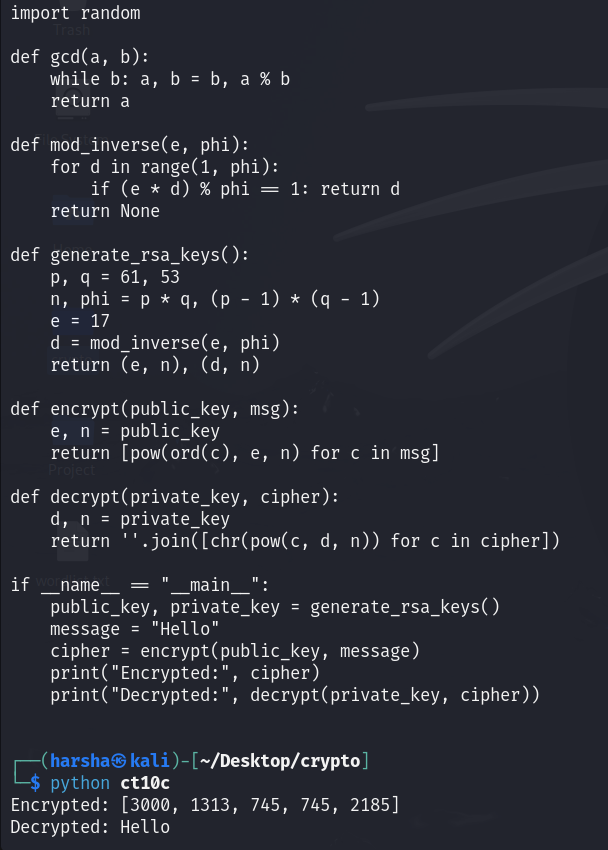 import random

def gcd(a, b):
    while b: a, b = b, a % b
    return a

def mod_inverse(e, phi):
    for d in range(1, phi):
        if (e * d) % phi == 1: return d
    return None

def generate_rsa_keys():
    p, q = 61, 53
    n, phi = p * q, (p - 1) * (q - 1)
    e = 17
    d = mod_inverse(e, phi)
    return (e, n), (d, n)

def encrypt(public_key, msg):
    e, n = public_key
    return [pow(ord(c), e, n) for c in msg]
Project

def decrypt(private_key, cipher):
    d, n = private_key
    return ''.join([chr(pow(c, d, n)) for c in cipher])

if __name__ == "__main__":
    public_key, private_key = generate_rsa_keys()
    message = "Hello"
    cipher = encrypt(public_key, message)
    print("Encrypted:", cipher)
    print("Decrypted:", decrypt(private_key, cipher))

┌──(harsha㉿kali)-[~/Desktop/crypto]
└─$ python ct10c
Encrypted: [3000, 1313, 745, 745, 2185]
Decrypted: Hello